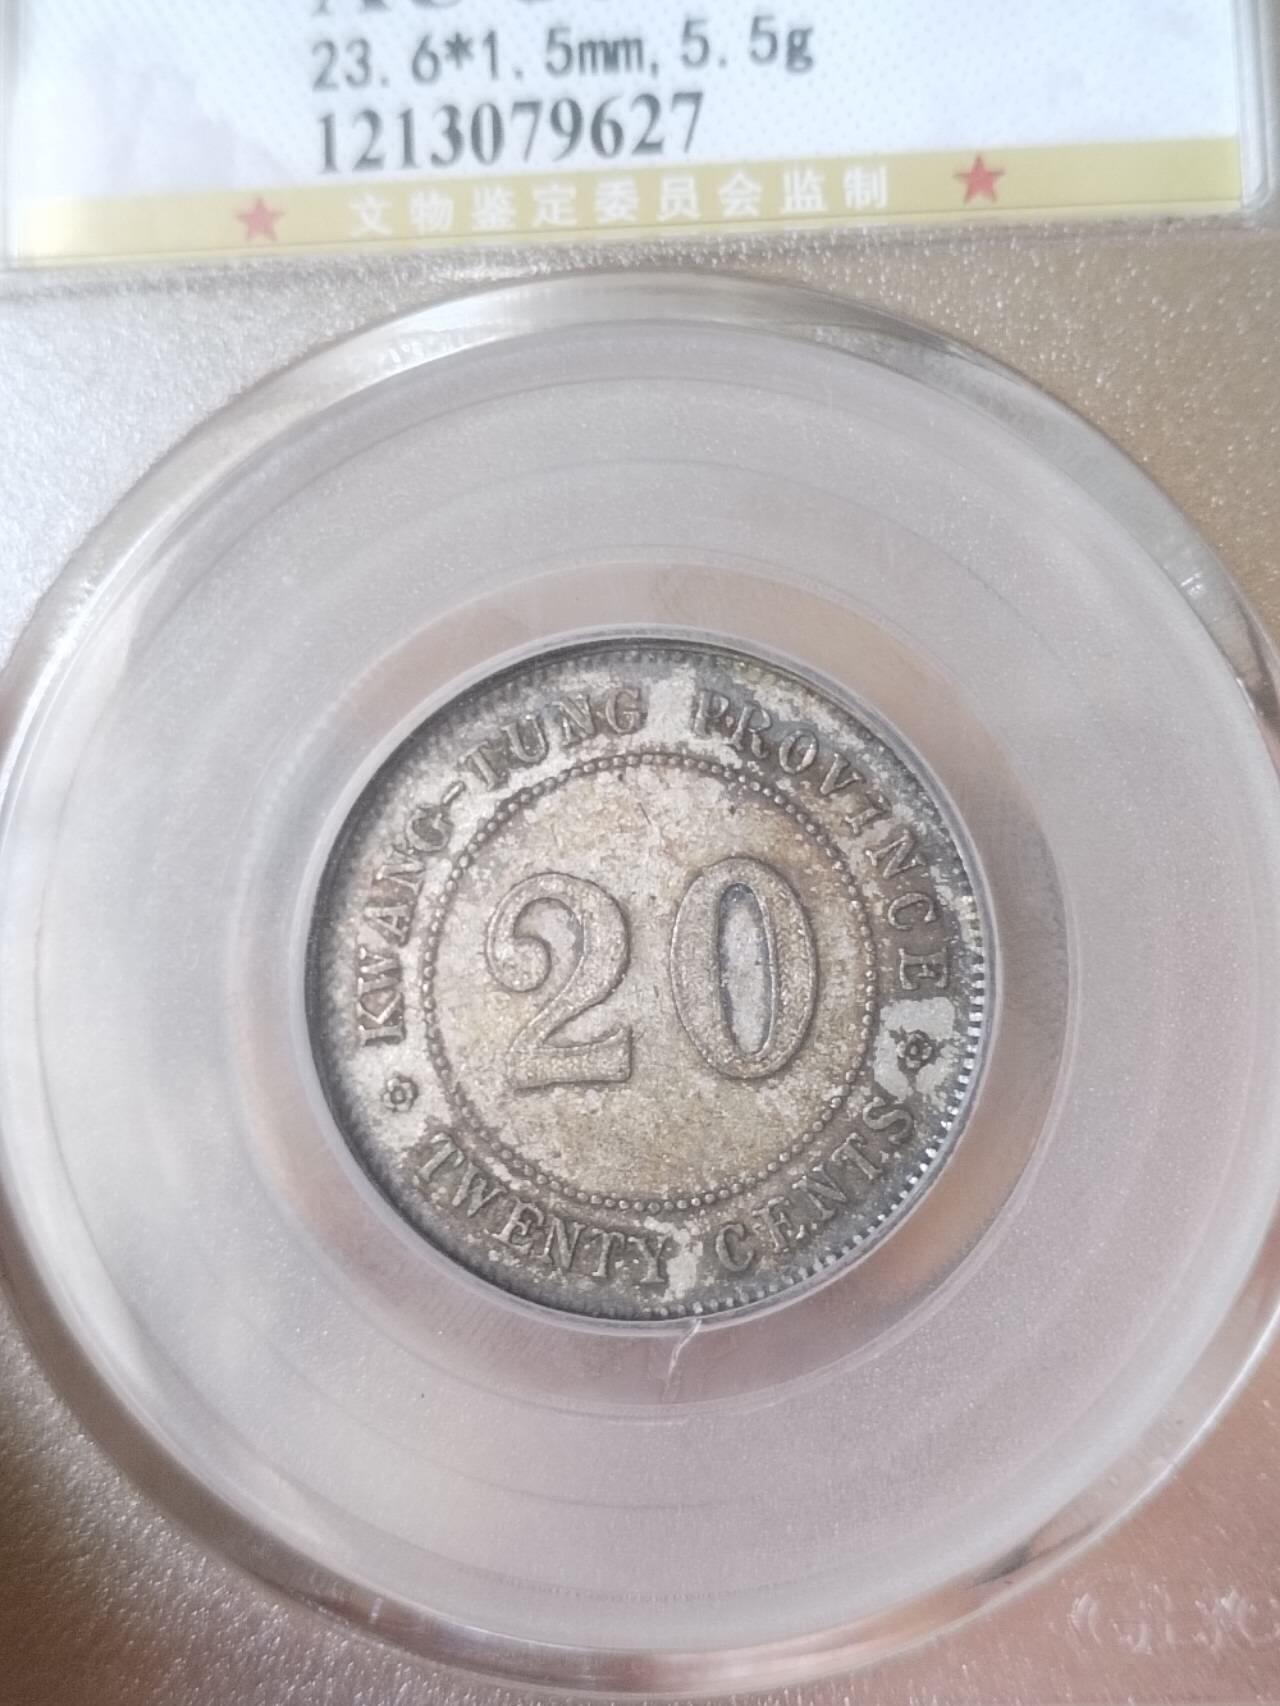 23.6*1.5mm,5.5g
1213079627
★ 文物鉴定委员会监制 ★
KWANG-TUNG PROVINCE
20
TWENTY CENTS